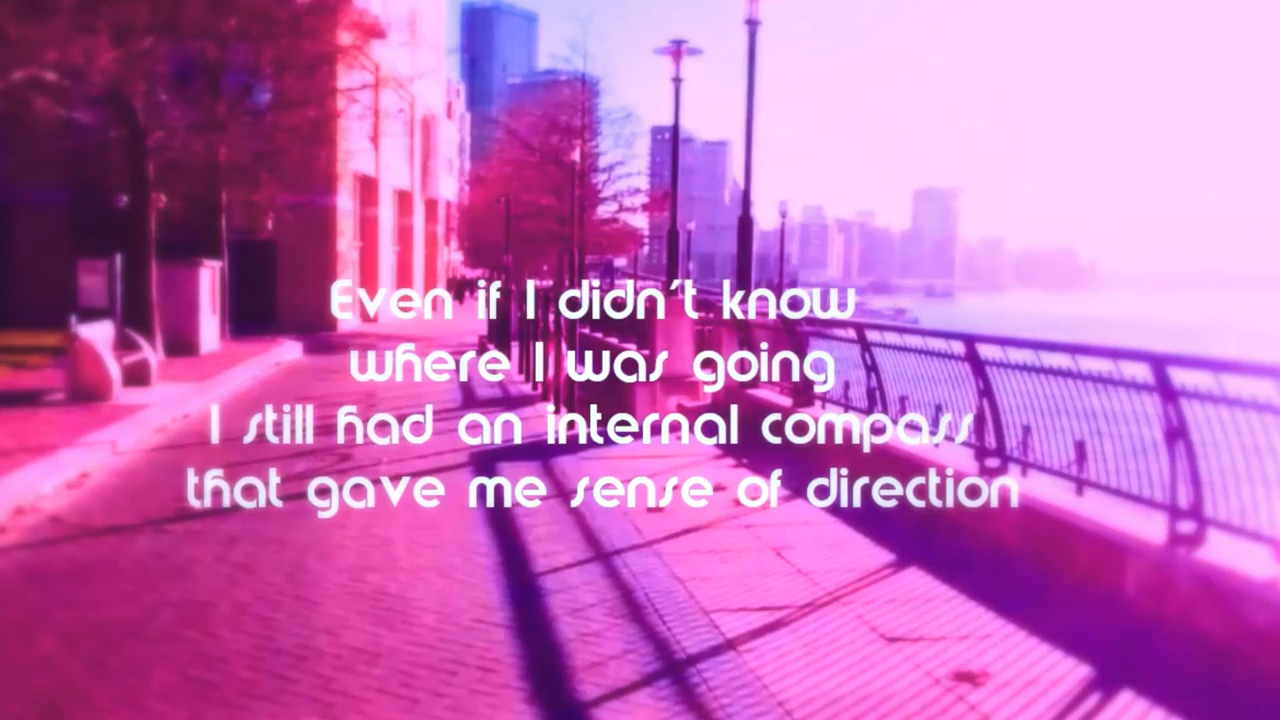 Even if I didn't know
where I was going
I still had an internal compass
that gave me sense of direction